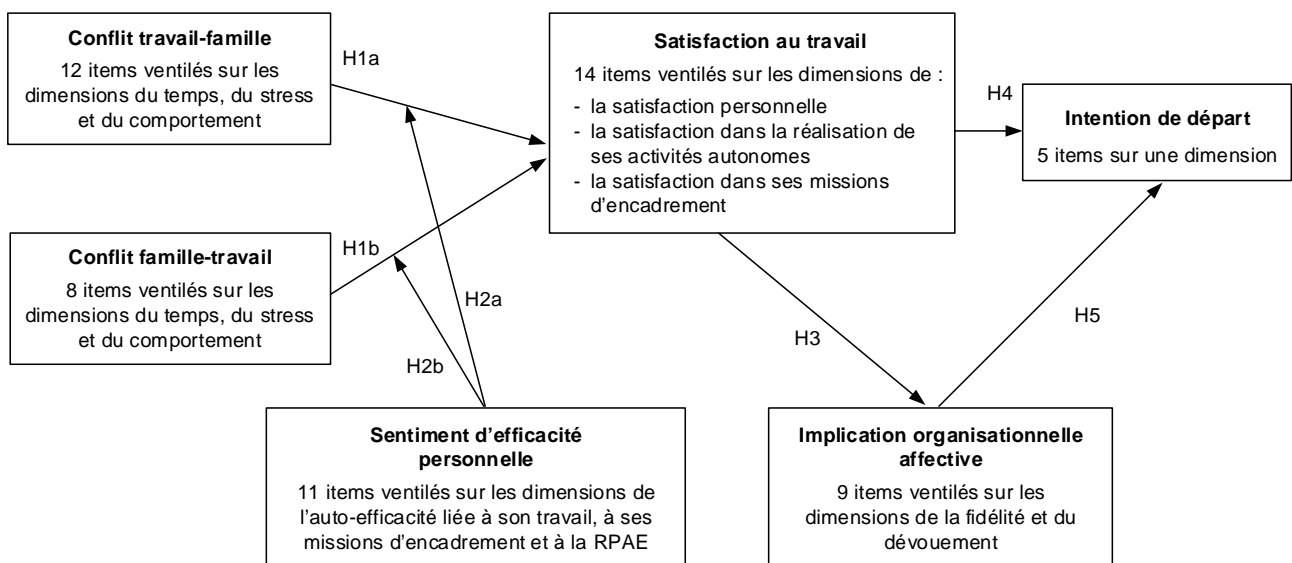 Conflit travail-famille
12 items ventilés sur les
dimensions du temps, du stress
et du comportement
H1a
Satisfaction au travail
14 items ventilés sur les dimensions de :
- la satisfaction personnelle
- la satisfaction dans la réalisation de
ses activités autonomes
- la satisfaction dans ses missions
d'encadrement
H4
Intention de départ
5 items sur une dimension
Conflit famille-travail
8 items ventilés sur les
dimensions du temps, du stress
et du comportement
H1b
H2a
H2b
H3
H5
Sentiment d'efficacité
personnelle
11 items ventilés sur les dimensions de
l'auto-efficacité liée à son travail, à ses
missions d'encadrement et à la RPAE
Implication organisationnelle
affective
9 items ventilés sur les
dimensions de la fidélité et du
dévouement